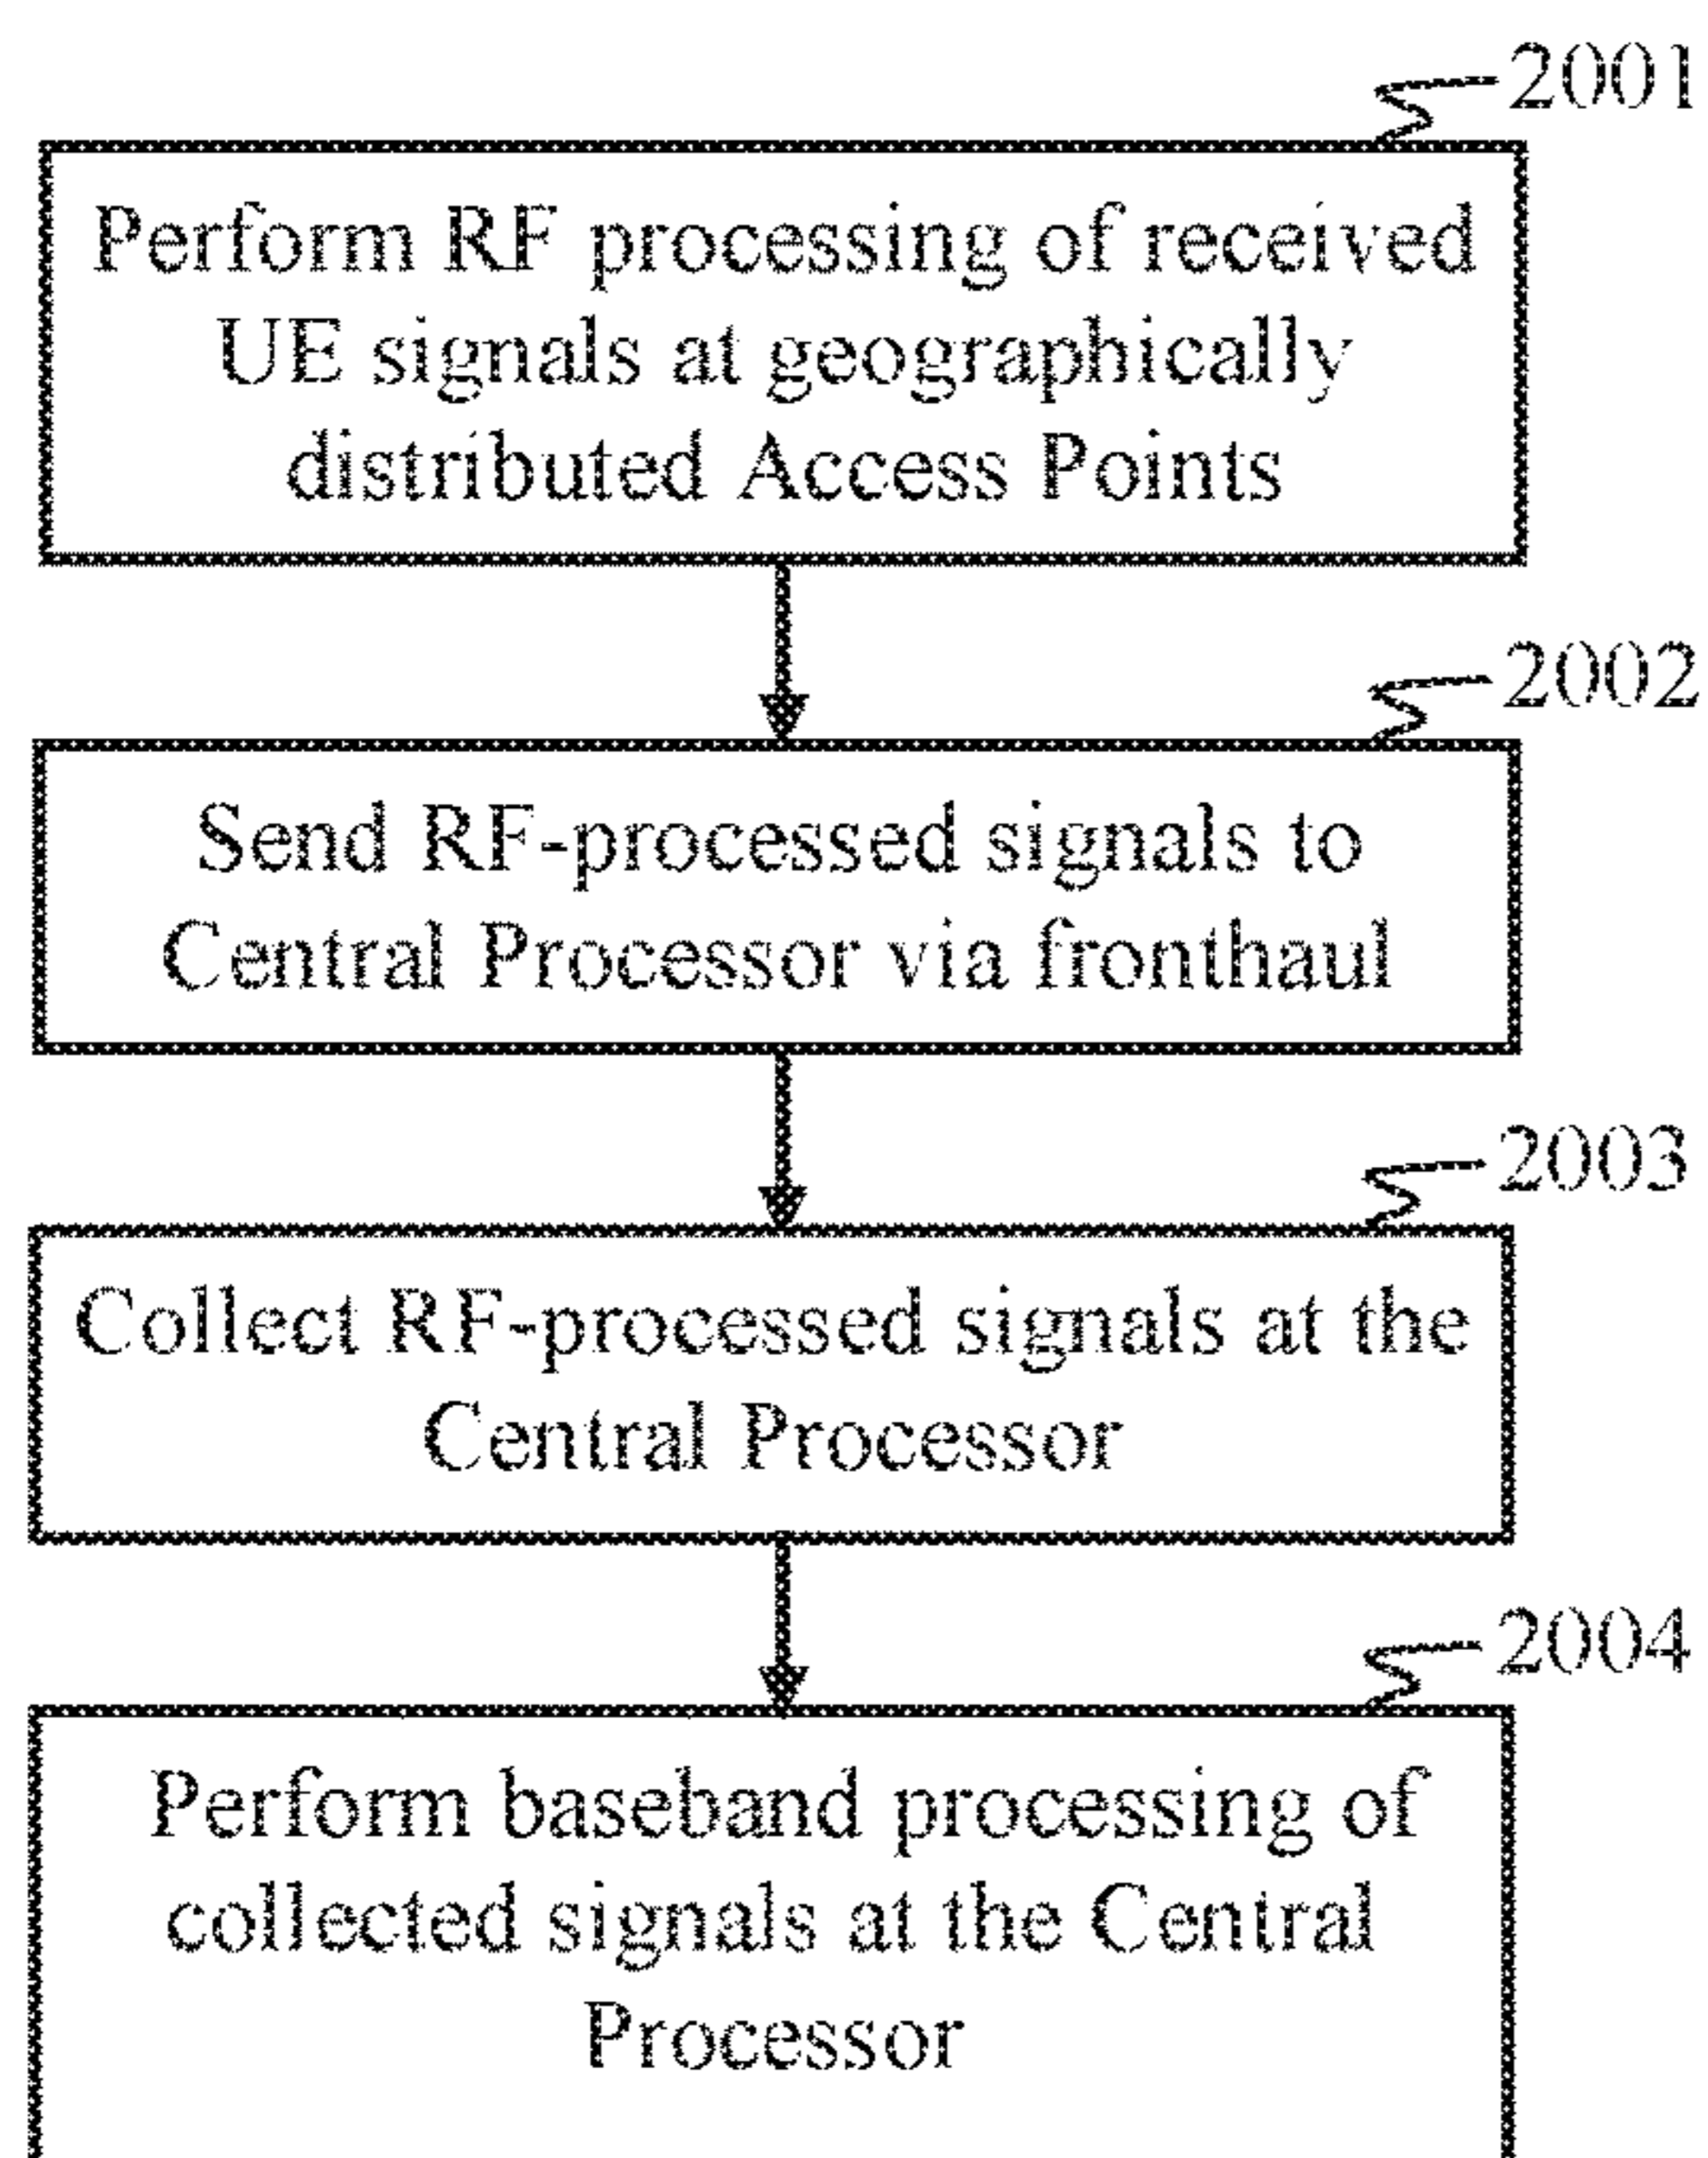 2001
Perform RF processing of received
UE signals at geographically
distributed Access Points
2002
Send RF-processed signals to
Central Processor via fronthaul
2003
Collect RF-processed signals at the
Central Processor
2004
Perform baseband processing of
collected signals at the Central
Processor